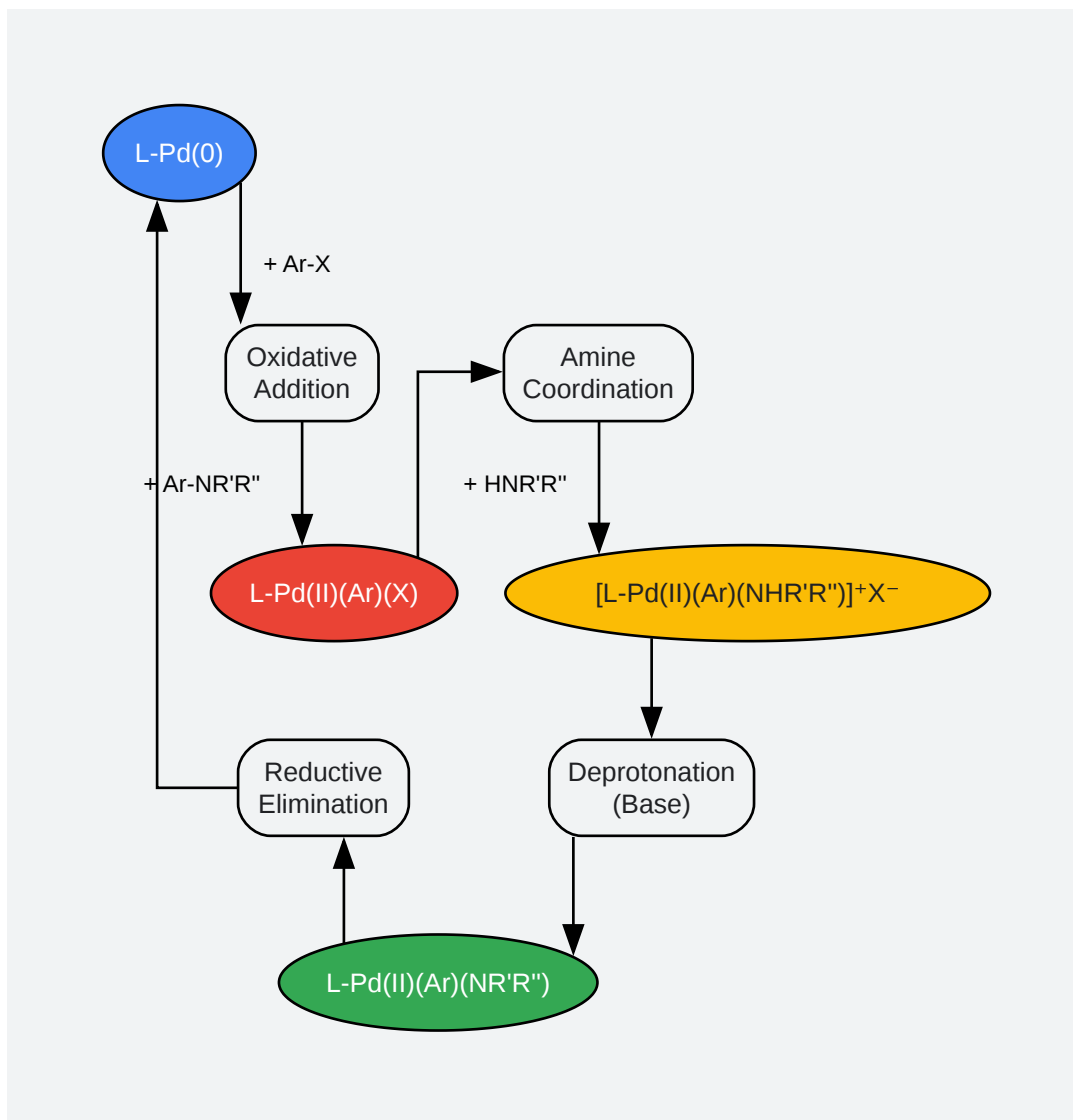 L-Pd(0)
+ Ar-X
Oxidative
Addition
Amine
Coordination
+ Ar-NR'R''
+ HNR'R''
L-Pd(II)(Ar)(X)
[L-Pd(II)(Ar)(NHR'R'')]⁺X⁻
Reductive
Elimination
Deprotonation
(Base)
L-Pd(II)(Ar)(NR'R'')